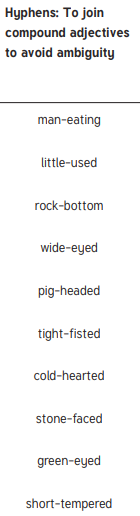 Hyphens: To join
compound adjectives
to avoid ambiguity
man-eating
little-used
rock-bottom
wide-eyed
pig-headed
tight-fisted
cold-hearted
stone-faced
green-eyed
short-tempered